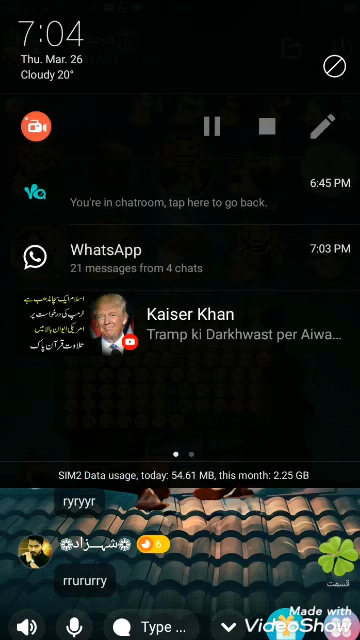 7:04
Thu. Mar. 26
Cloudy 20°
6:45 PM
You're in chatroom, tap here to go back.
WhatsApp
7:03 PM
21 messages from 4 chats
اسلام ایک سچا مذہب ہے
ٹرمپ کی درخواست پر
امریکی ایوان بالا میں
تلاوت قرآن پاک
Kaiser Khan
Tramp ki Darkhwast per Aiwa...
SIM2 Data usage, today: 54.61 MB, this month: 2.25 GB
ryryyr
❁شہــزاد❁ 6
rrururry
قسمت
Type ...
Made with
VideoShow